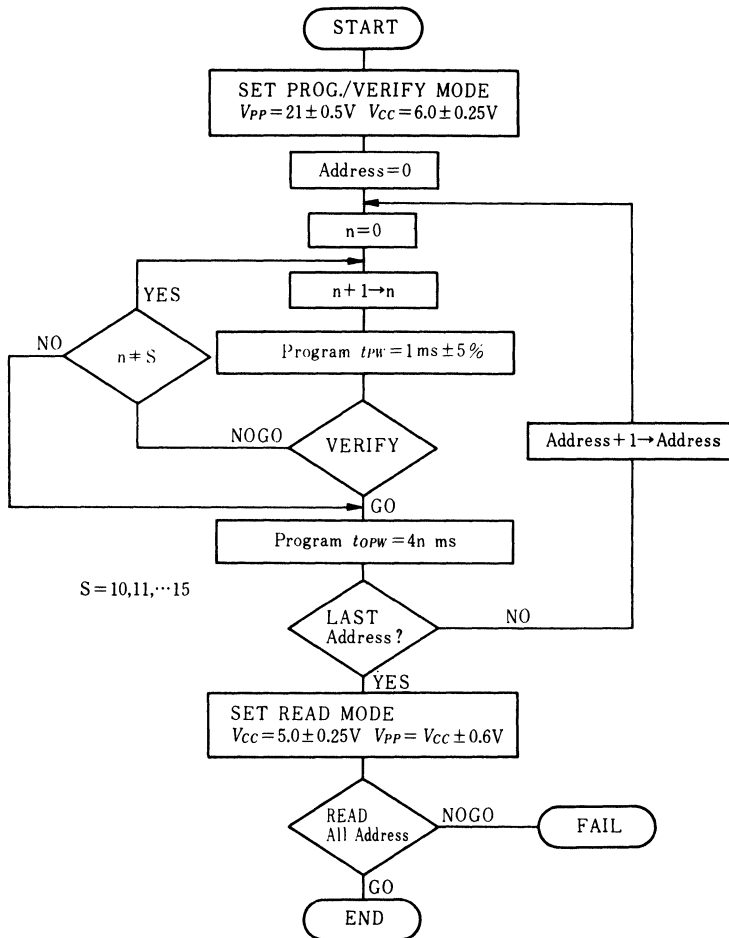 START
SET PROG./VERIFY MODE
VPP=21±0.5V VCC=6.0±0.25V
Address=0
n=0
n+1→n
YES
NO
n≠S
Program tPW=1ms±5%
NOGO
VERIFY
Address+1→Address
GO
Program tOPW=4n ms
S=10,11,···15
LAST
Address?
NO
YES
SET READ MODE
VCC=5.0±0.25V VPP=VCC±0.6V
READ
All Address
NOGO
FAIL
GO
END